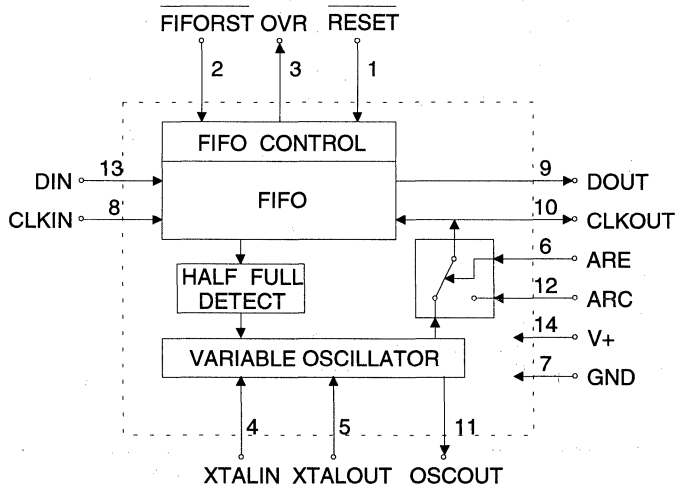 FIFORST OVR RESET
2 3 1
FIFO CONTROL
DIN 13
9 DOUT
FIFO
CLKIN 8
10 CLKOUT
6 ARE
HALF FULL
DETECT
12 ARC
14 V+
VARIABLE OSCILLATOR
7 GND
4 5 11
XTALIN XTALOUT OSCOUT